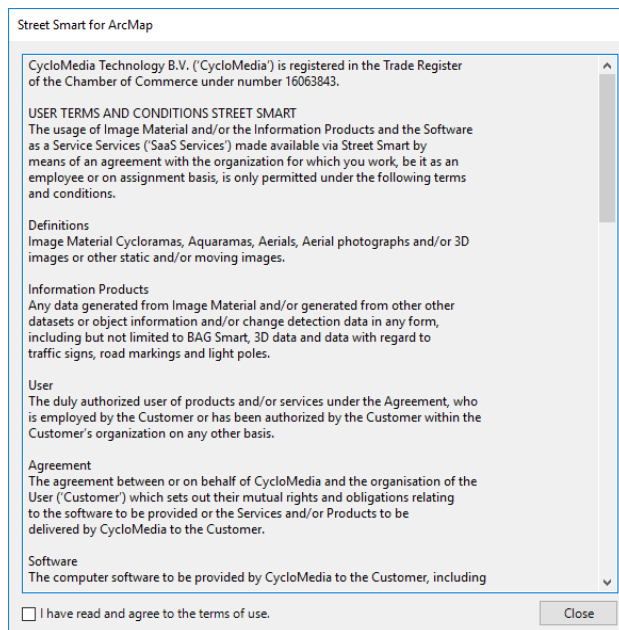 Street Smart for ArcMap
CycloMedia Technology B.V. ('CycloMedia') is registered in the Trade Register
of the Chamber of Commerce under number 16063843.
USER TERMS AND CONDITIONS STREET SMART
The usage of Image Material and/or the Information Products and the Software
as a Service Services ('SaaS Services') made available via Street Smart by
means of an agreement with the organization for which you work, be it as an
employee or on assignment basis, is only permitted under the following terms
and conditions.
Definitions
Image Material Cycloramas, Aquaramas, Aerials, Aerial photographs and/or 3D
images or other static and/or moving images.
Information Products
Any data generated from Image Material and/or generated from other other
datasets or object information and/or change detection data in any form,
including but not limited to BAG Smart, 3D data and data with regard to
traffic signs, road markings and light poles.
User
The duly authorized user of products and/or services under the Agreement, who
is employed by the Customer or has been authorized by the Customer within the
Customer's organization on any other basis.
Agreement
The agreement between or on behalf of CycloMedia and the organisation of the
User ('Customer') which sets out their mutual rights and obligations relating
to the software to be provided or the Services and/or Products to be
delivered by CycloMedia to the Customer.
Software
The computer software to be provided by CycloMedia to the Customer, including
I have read and agree to the terms of use.
Close